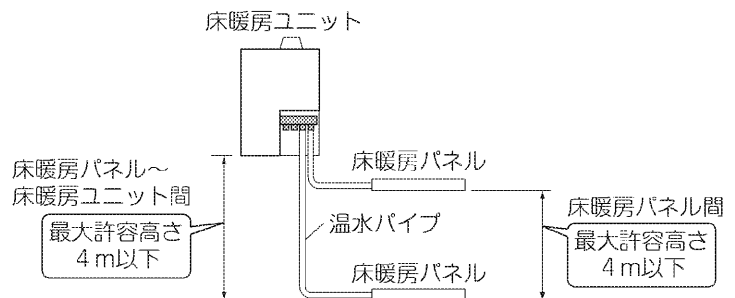 床暖房ユニット
床暖房パネル～
床暖房ユニット間
最大許容高さ
4m以下
床暖房パネル
温水パイプ
床暖房パネル
床暖房パネル間
最大許容高さ
4m以下